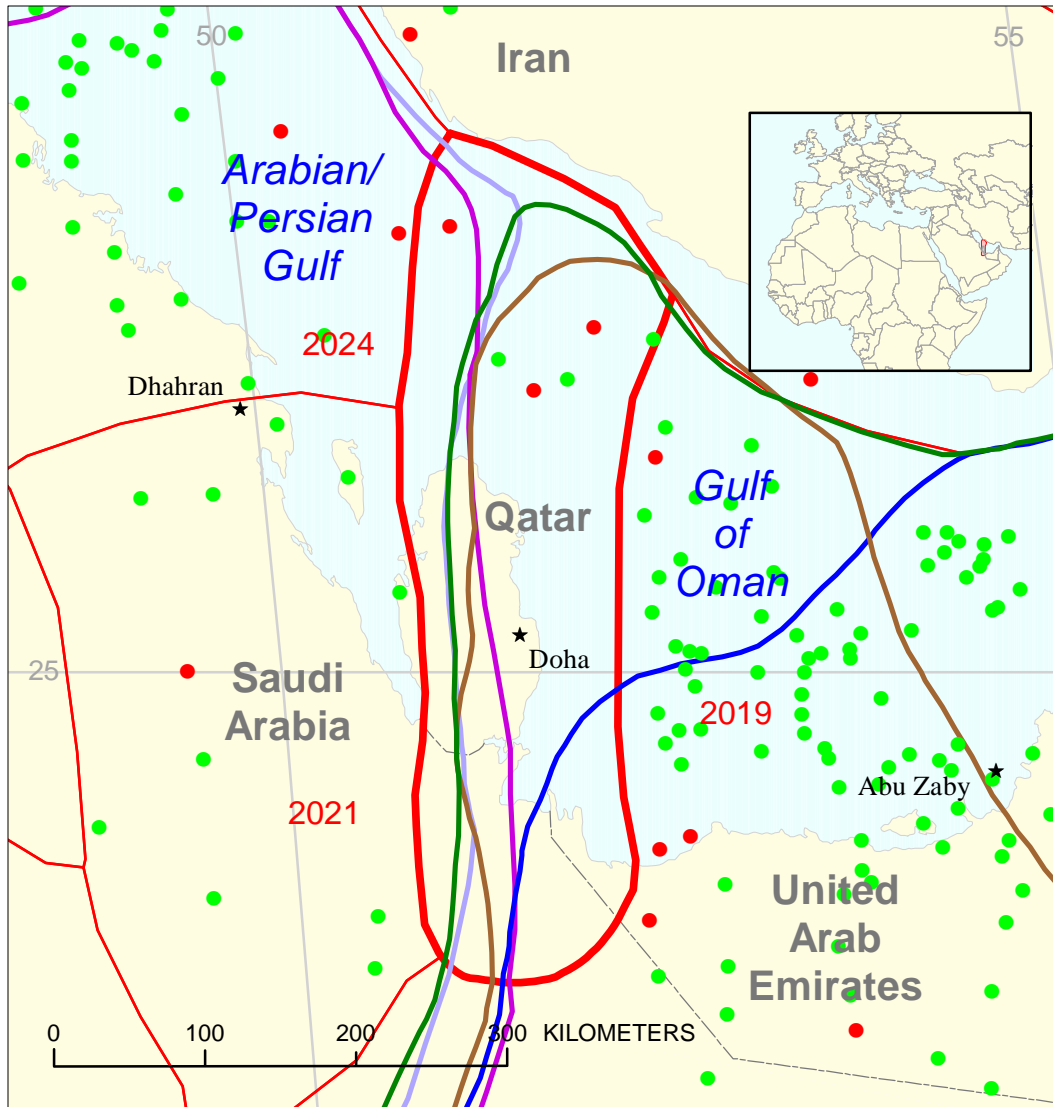 50
55
Iran
Arabian/
Persian
Gulf
2024
Dhahran
Qatar
Gulf
of
Oman
Doha
25
Saudi
Arabia
2019
Abu Zaby
2021
United
Arab
Emirates
0 100 200 300 KILOMETERS